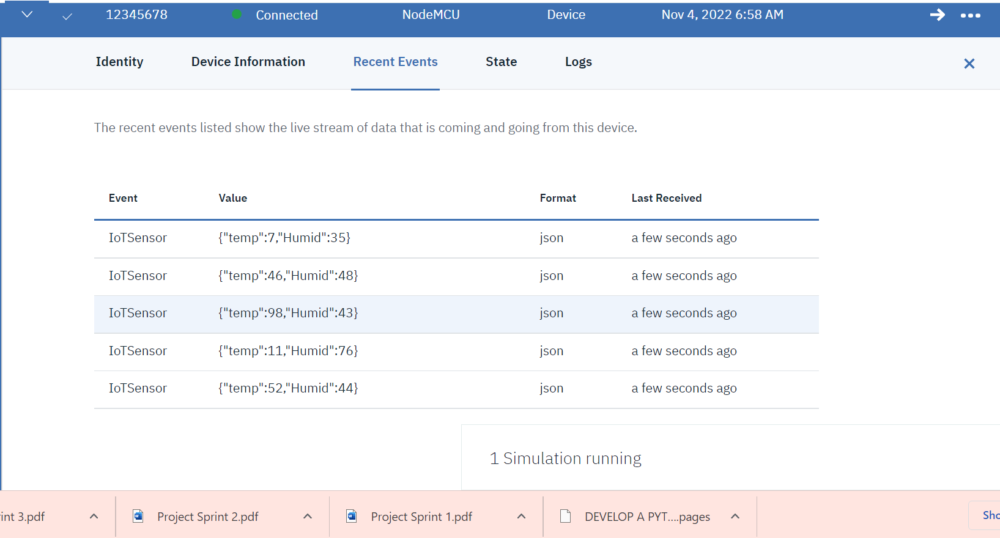 12345678 Connected NodeMCU Device Nov 4, 2022 6:58 AM
Identity Device Information Recent Events State Logs
The recent events listed show the live stream of data that is coming and going from this device.
Event Value Format Last Received
IoTSensor {"temp":7,"Humid":35} json a few seconds ago
IoTSensor {"temp":46,"Humid":48} json a few seconds ago
IoTSensor {"temp":98,"Humid":43} json a few seconds ago
IoTSensor {"temp":11,"Humid":76} json a few seconds ago
IoTSensor {"temp":52,"Humid":44} json a few seconds ago
1 Simulation running
int 3.pdf Project Sprint 2.pdf Project Sprint 1.pdf DEVELOP A PYT....pages Sho